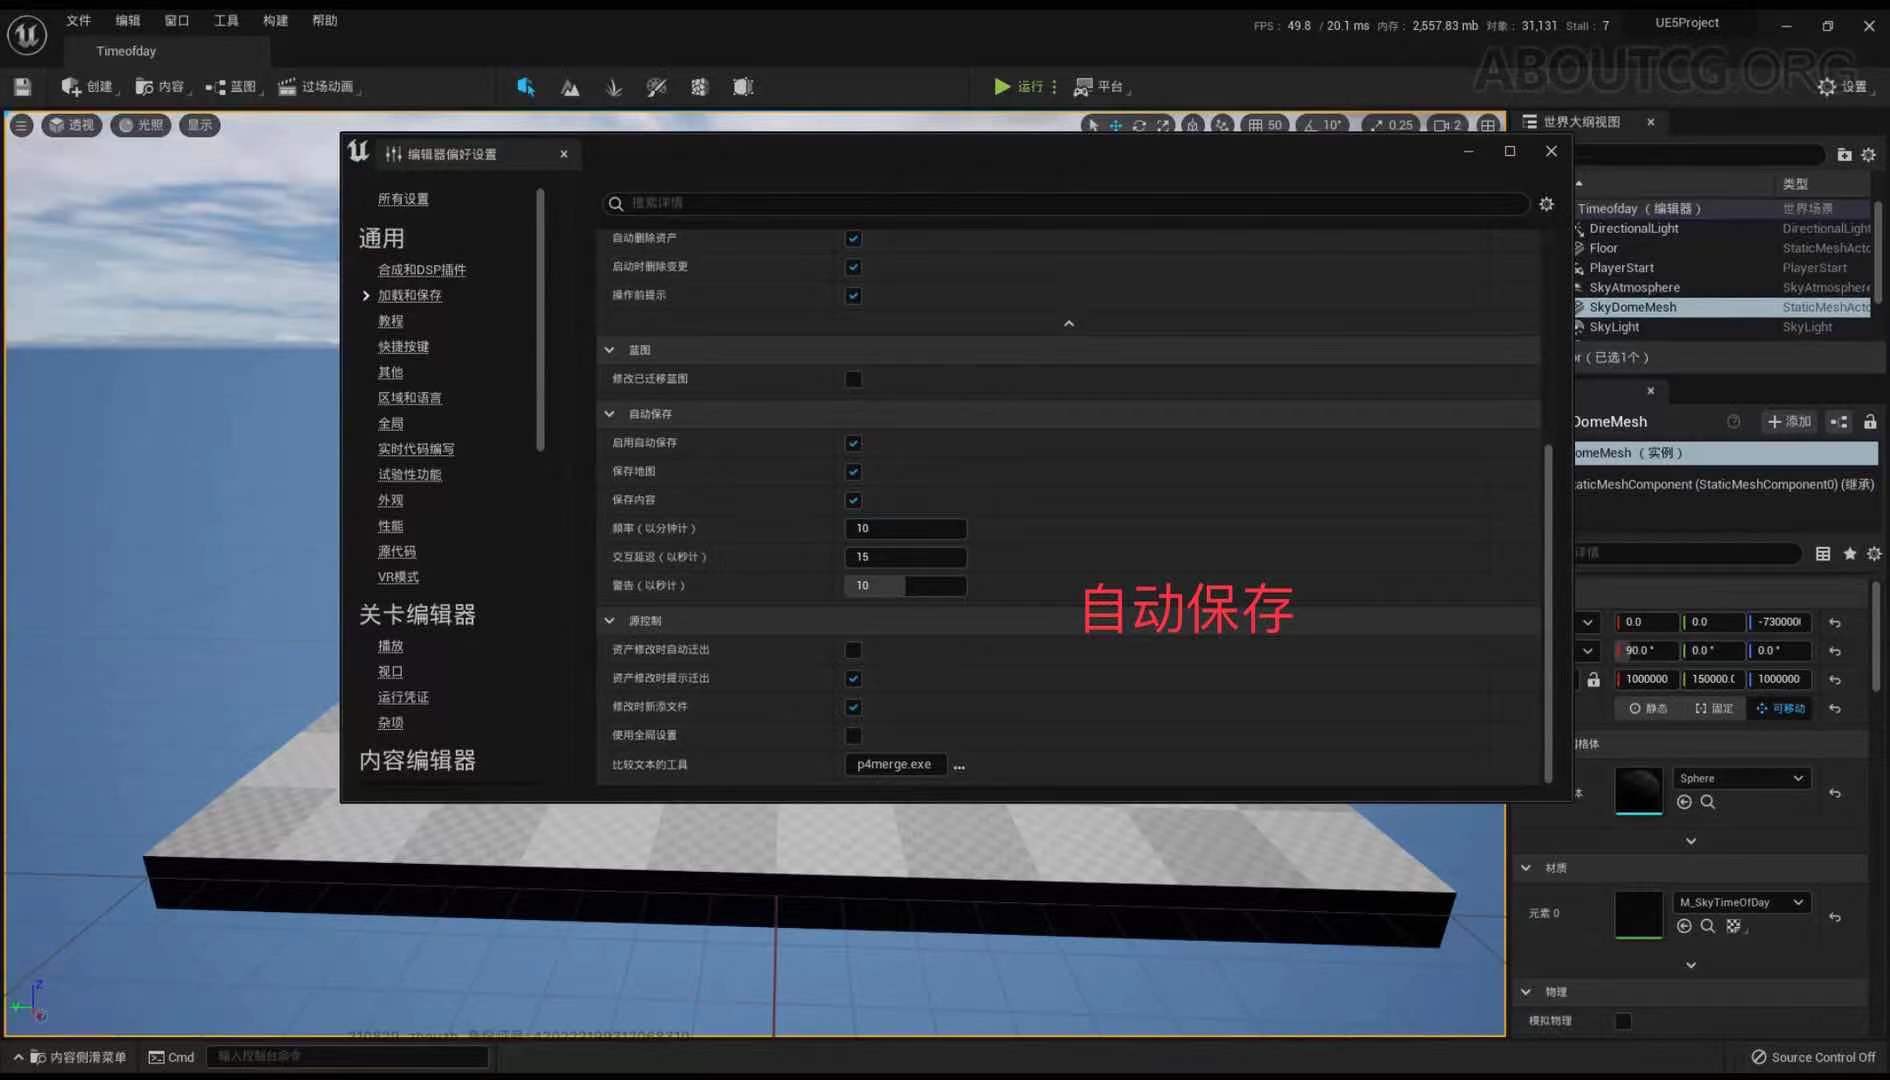 文件 编辑 窗口 工具 构建 帮助
FPS： 49.8 / 20.1 ms 内存： 2,557.83 mb 对象： 31,131 Stall： 7
UE5Project
Timeofday
ABOUTCG.ORG
创建 内容 蓝图 过场动画 运行 平台 设置
透视 光照 显示
50 10° 0.25 2
世界大纲视图
编辑器偏好设置
所有设置
通用
合成和DSP插件
加载和保存
教程
快捷按键
其他
区域和语言
全局
实时代码编写
试验性功能
外观
性能
源代码
VR模式
关卡编辑器
播放
视口
运行凭证
杂项
内容编辑器
搜索详情
自动删除资产
启动时删除变更
操作前提示
蓝图
修改已迁移蓝图
自动保存
启用自动保存
保存地图
保存内容
频率（以分钟计） 10
交互延迟（以秒计） 15
警告（以秒计） 10
自动保存
源控制
资产修改时自动迁出
资产修改时提示迁出
修改时新添文件
使用全局设置
比较文本的工具 p4merge.exe ...
类型
Timeofday（编辑器） 世界场景
DirectionalLight DirectionalLight
Floor StaticMeshActo
PlayerStart PlayerStart
SkyAtmosphere SkyAtmosphere
SkyDomeMesh StaticMeshActo
SkyLight SkyLight
or（已选1个）
DomeMesh 添加
omeMesh（实例）
taticMeshComponent (StaticMeshComponent0) (继承)
详情
0.0 0.0 -730000
90.0° 0.0° 0.0°
1000000 150000.0 1000000
静态 固定 可移动
格体
体 Sphere
材质
元素 0 M_SkyTimeOfDay
物理
模拟物理
内容侧滑菜单 Cmd 输入控制台命令
Source Control Off